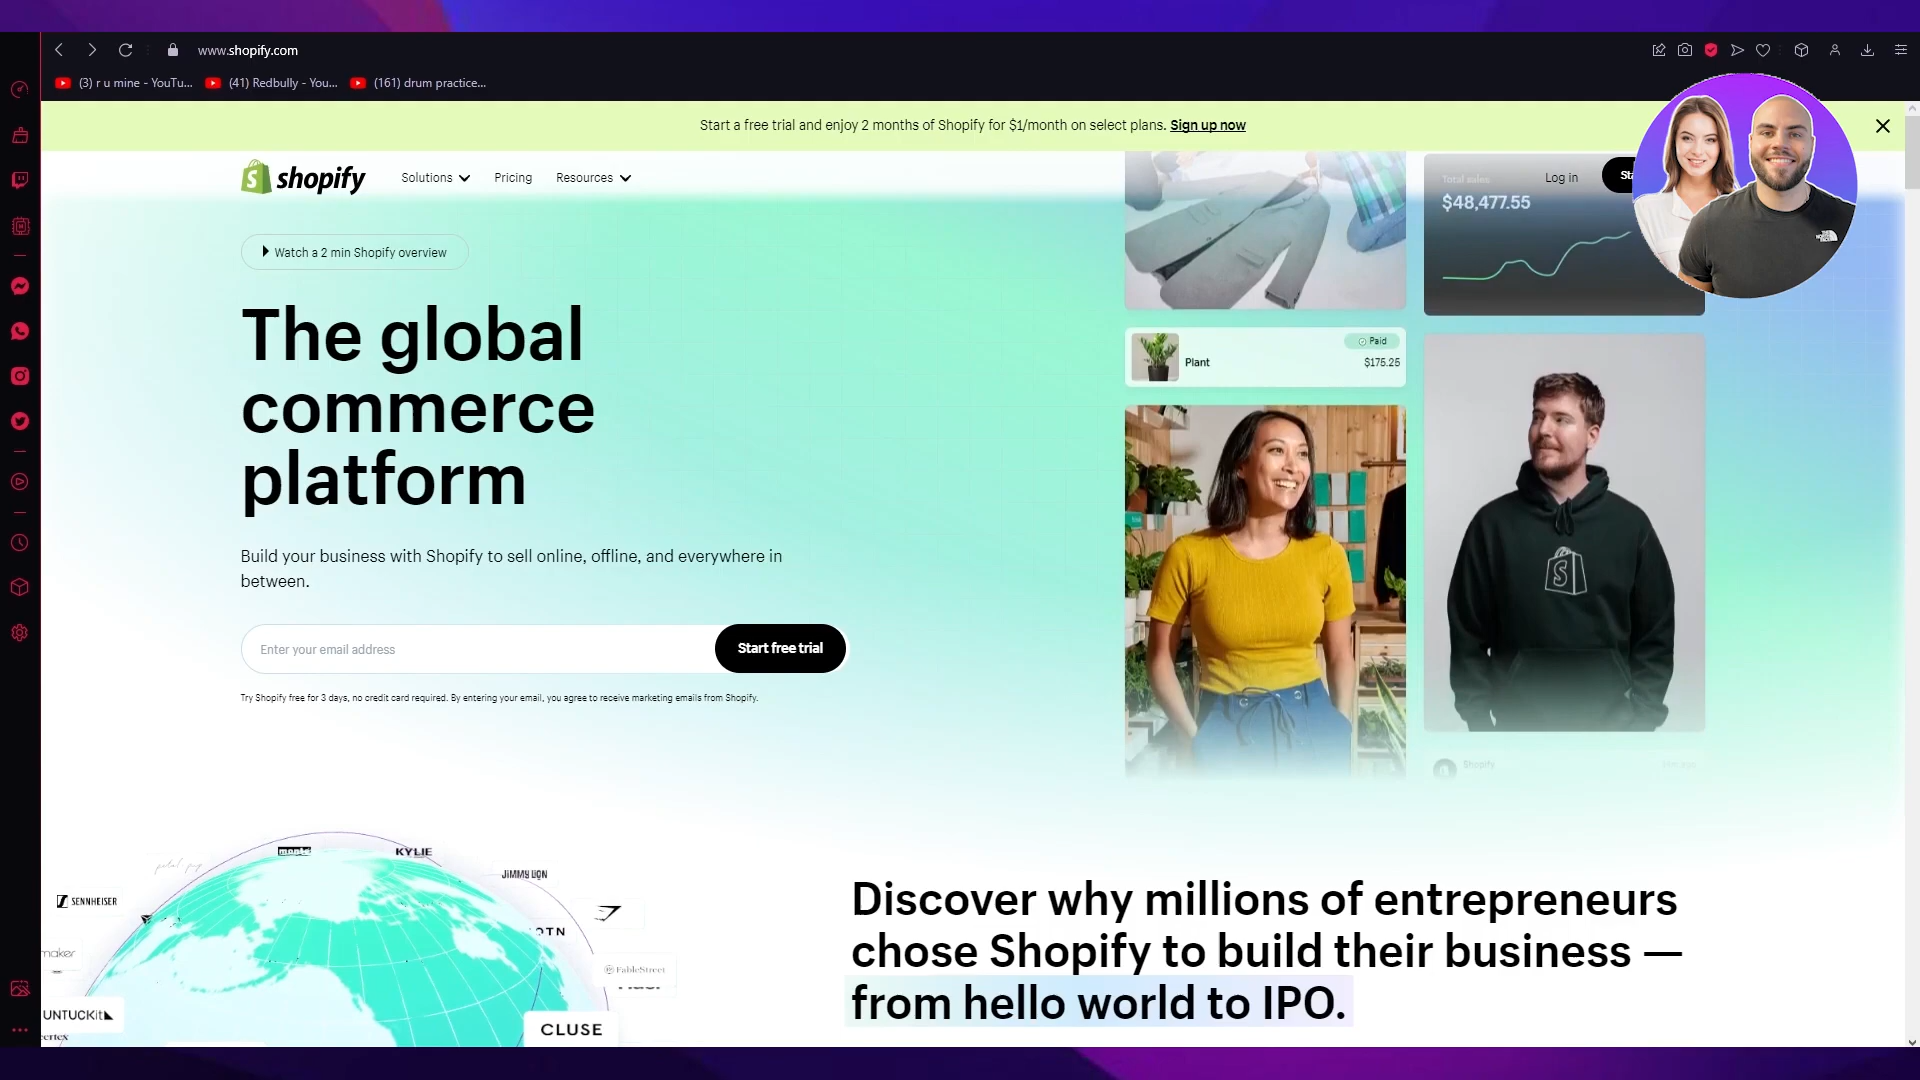 www.shopify.com
(3) r u mine - YouTu...
(41) Redbully - You...
(161) drum practice...
Start a free trial and enjoy 2 months of Shopify for $1/month on select plans. Sign up now
shopify
Solutions
Pricing
Resources
Log in
Total sales
$48,477.55
Watch a 2 min Shopify overview
The global
commerce
platform
Paid
Plant
$175.25
Build your business with Shopify to sell online, offline, and everywhere in
between.
Enter your email address
Start free trial
Try Shopify free for 3 days, no credit card required. By entering your email, you agree to receive marketing emails from Shopify.
Shopify
KYLIE
JIMMY LION
SENNHEISER
FableStreet
UNTUCKit
CLUSE
Discover why millions of entrepreneurs
chose Shopify to build their business —
from hello world to IPO.